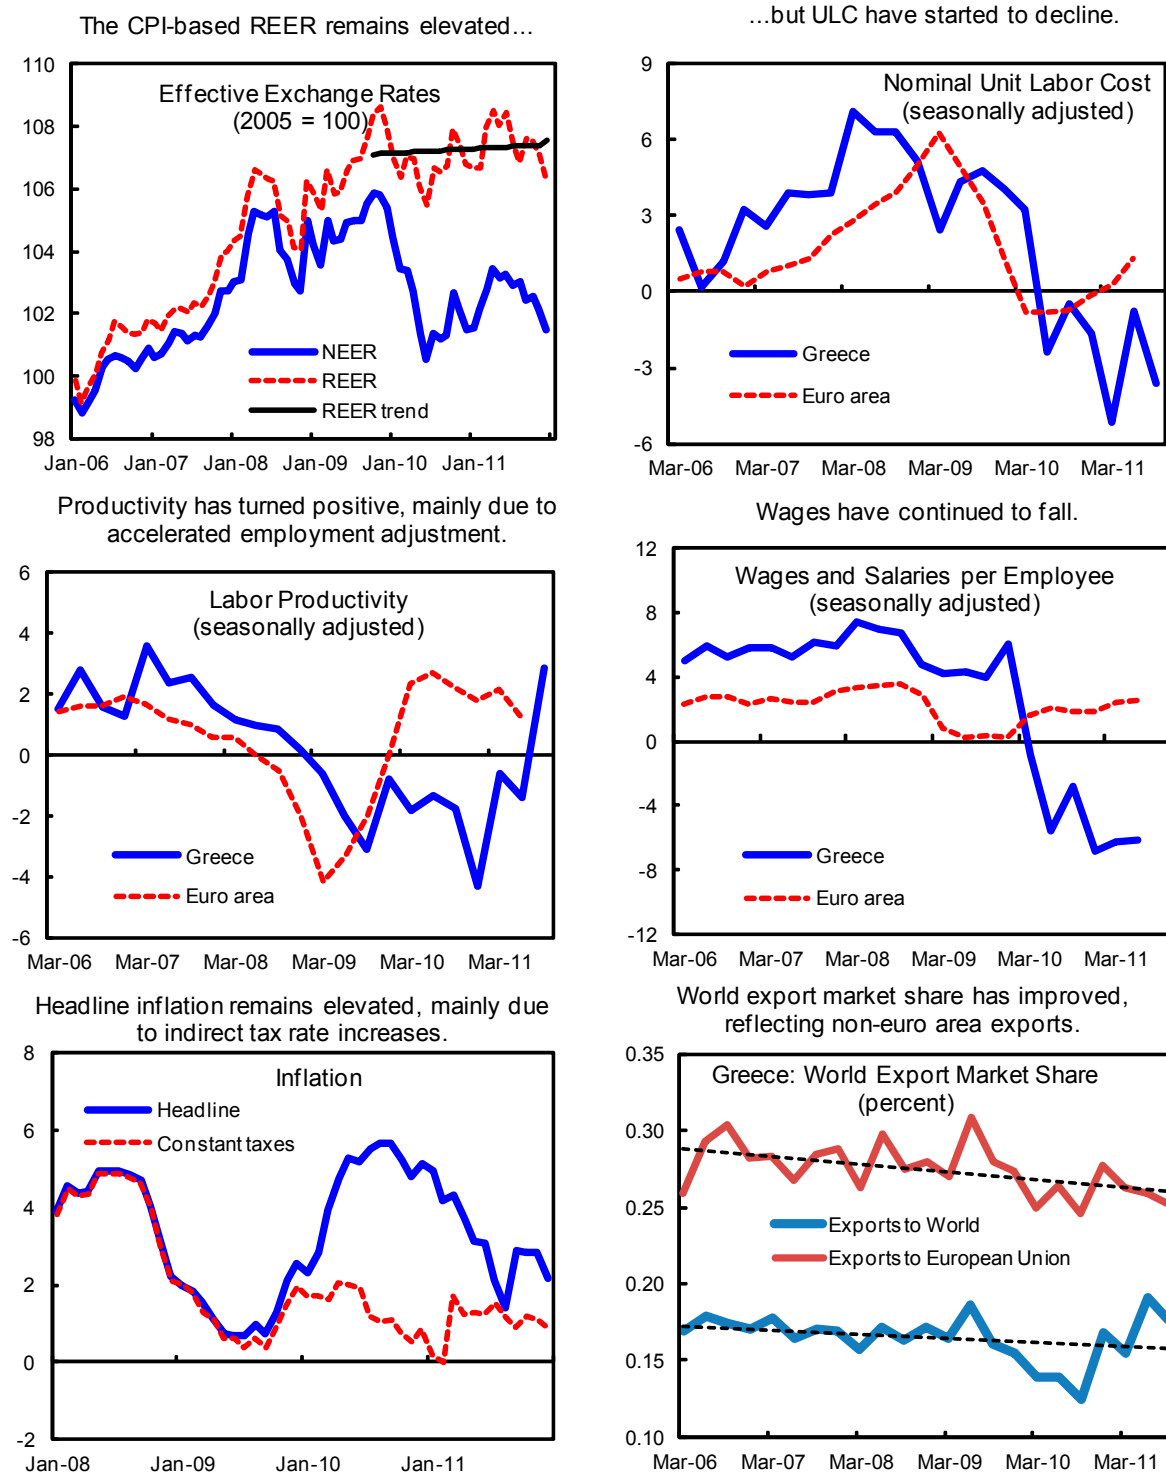 The CPI-based REER remains elevated…
110
108
106
104
102
100
98
Effective Exchange Rates
(2005 = 100)
NEER
REER
REER trend
Jan-06 Jan-07 Jan-08 Jan-09 Jan-10 Jan-11
…but ULC have started to decline.
9
6
3
0
-3
-6
Nominal Unit Labor Cost
(seasonally adjusted)
Greece
Euro area
Mar-06 Mar-07 Mar-08 Mar-09 Mar-10 Mar-11
Productivity has turned positive, mainly due to
accelerated employment adjustment.
6
4
2
0
-2
-4
-6
Labor Productivity
(seasonally adjusted)
Greece
Euro area
Mar-06 Mar-07 Mar-08 Mar-09 Mar-10 Mar-11
Wages have continued to fall.
12
8
4
0
-4
-8
-12
Wages and Salaries per Employee
(seasonally adjusted)
Greece
Euro area
Mar-06 Mar-07 Mar-08 Mar-09 Mar-10 Mar-11
Headline inflation remains elevated, mainly due
to indirect tax rate increases.
8
6
4
2
0
-2
Inflation
Headline
Constant taxes
Jan-08 Jan-09 Jan-10 Jan-11
World export market share has improved,
reflecting non-euro area exports.
0.35
0.30
0.25
0.20
0.15
0.10
Greece: World Export Market Share
(percent)
Exports to World
Exports to European Union
Mar-06 Mar-07 Mar-08 Mar-09 Mar-10 Mar-11